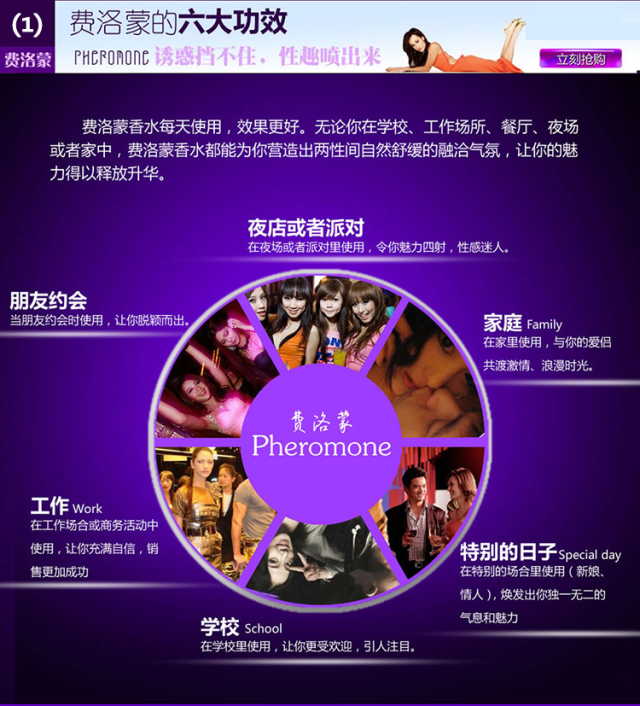 (1)
费洛蒙
费洛蒙的六大功效
PHEROMONE 诱惑挡不住，性趣喷出来
立刻抢购
费洛蒙香水每天使用，效果更好。无论你在学校、工作场所、餐厅、夜场
或者家中，费洛蒙香水都能为你营造出两性间自然舒缓的融洽气氛，让你的魅
力得以释放升华。
夜店或者派对
在夜场或者派对里使用，令你魅力四射，性感迷人。
朋友约会
当朋友约会时使用，让你脱颖而出。
家庭 Family
在家里使用，与你的爱侣
共渡激情、浪漫时光。
费洛蒙
Pheromone
工作 Work
在工作场合或商务活动中
使用，让你充满自信，销
售更加成功
特别的日子 Special day
在特别的场合里使用（新娘、
情人），焕发出你独一无二的
气息和魅力
学校 School
在学校里使用，让你更受欢迎，引人注目。